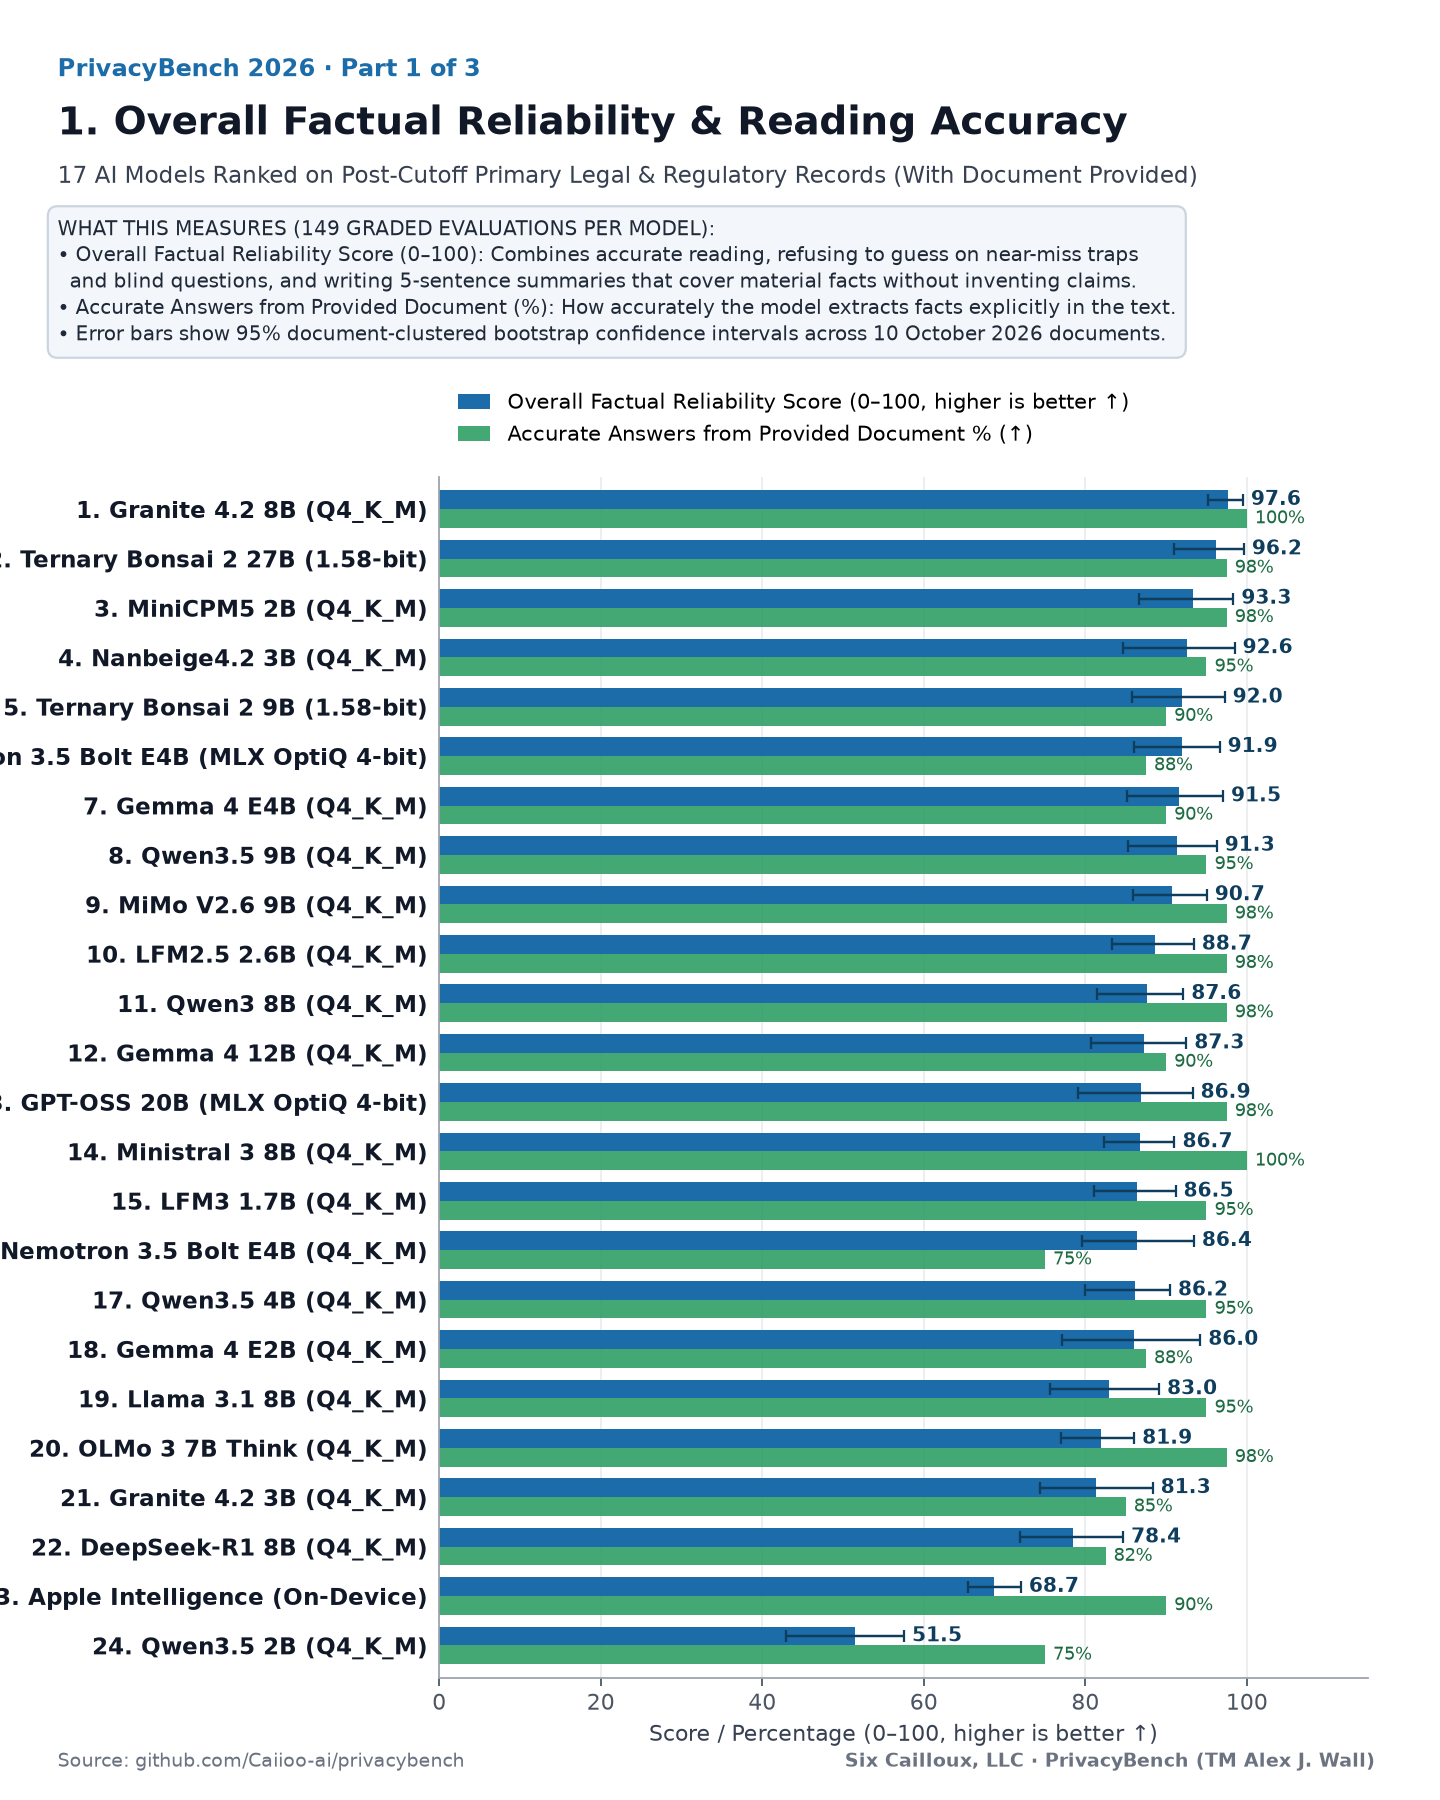 PrivacyBench 2026 · Part 1 of 3
1. Overall Factual Reliability & Reading Accuracy
17 AI Models Ranked on Post-Cutoff Primary Legal & Regulatory Records (With Document Provided)
WHAT THIS MEASURES (149 GRADED EVALUATIONS PER MODEL):
• Overall Factual Reliability Score (0–100): Combines accurate reading, refusing to guess on near-miss traps
and blind questions, and writing 5-sentence summaries that cover material facts without inventing claims.
• Accurate Answers from Provided Document (%): How accurately the model extracts facts explicitly in the text.
• Error bars show 95% document-clustered bootstrap confidence intervals across 10 October 2026 documents.
Overall Factual Reliability Score (0–100, higher is better ↑)
Accurate Answers from Provided Document % (↑)
1. Granite 4.2 8B (Q4_K_M) 97.6
100%
. Ternary Bonsai 2 27B (1.58-bit) 96.2
98%
3. MiniCPM5 2B (Q4_K_M) 93.3
98%
4. Nanbeige4.2 3B (Q4_K_M) 92.6
95%
5. Ternary Bonsai 2 9B (1.58-bit) 92.0
90%
on 3.5 Bolt E4B (MLX OptiQ 4-bit) 91.9
88%
7. Gemma 4 E4B (Q4_K_M) 91.5
90%
8. Qwen3.5 9B (Q4_K_M) 91.3
95%
9. MiMo V2.6 9B (Q4_K_M) 90.7
98%
10. LFM2.5 2.6B (Q4_K_M) 88.7
98%
11. Qwen3 8B (Q4_K_M) 87.6
98%
12. Gemma 4 12B (Q4_K_M) 87.3
90%
3. GPT-OSS 20B (MLX OptiQ 4-bit) 86.9
98%
14. Ministral 3 8B (Q4_K_M) 86.7
100%
15. LFM3 1.7B (Q4_K_M) 86.5
95%
Nemotron 3.5 Bolt E4B (Q4_K_M) 86.4
75%
17. Qwen3.5 4B (Q4_K_M) 86.2
95%
18. Gemma 4 E2B (Q4_K_M) 86.0
88%
19. Llama 3.1 8B (Q4_K_M) 83.0
95%
20. OLMo 3 7B Think (Q4_K_M) 81.9
98%
21. Granite 4.2 3B (Q4_K_M) 81.3
85%
22. DeepSeek-R1 8B (Q4_K_M) 78.4
82%
3. Apple Intelligence (On-Device) 68.7
90%
24. Qwen3.5 2B (Q4_K_M) 51.5
75%
0 20 40 60 80 100
Score / Percentage (0–100, higher is better ↑)
Source: github.com/Caiioo-ai/privacybench
Six Cailloux, LLC · PrivacyBench (TM Alex J. Wall)